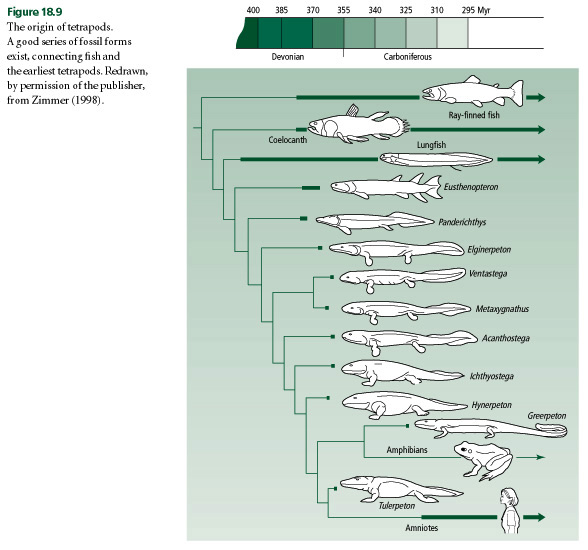 Figure 18.9
The origin of tetrapods.
A good series of fossil forms
exist, connecting fish and
the earliest tetrapods. Redrawn,
by permission of the publisher,
from Zimmer (1998).
400 385 370 355 340 325 310 295 Myr
Devonian Carboniferous
Ray-finned fish
Coelocanth
Lungfish
Eusthenopteron
Panderichthys
Elginerpeton
Ventastega
Metaxygnathus
Acanthostega
Ichthyostega
Hynerpeton
Greerpeton
Amphibians
Tulerpeton
Amniotes